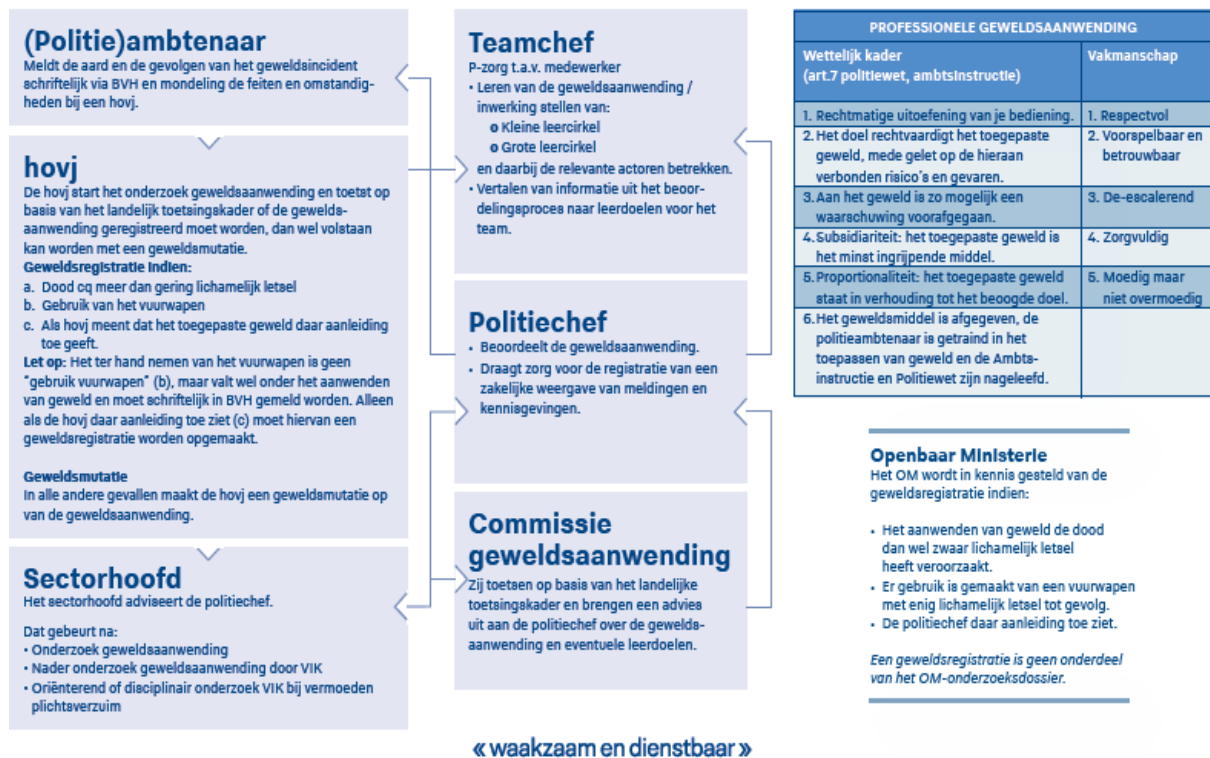 (Politie)ambtenaar
Meldt de aard en de gevolgen van het geweldsincident
schriftelijk via BVH en mondeling de feiten en omstandig-
heden bij een hovj.
hovj
De hovj start het onderzoek geweldsaanwending en toetst op
basis van het landelijk toetsingskader of de gewelds-
aanwending geregistreerd moet worden, dan wel volstaan
kan worden met een geweldsmutatie.
Geweldsregistratie indien:
a. Dood cq meer dan gering lichamelijk letsel
b. Gebruik van het vuurwapen
c. Als hovj meent dat het toegepaste geweld daar aanleiding
toe geeft.
Let op: Het ter hand nemen van het vuurwapen is geen
“gebruik vuurwapen” (b), maar valt wel onder het aanwenden
van geweld en moet schriftelijk in BVH gemeld worden. Alleen
als de hovj daar aanleiding toe ziet (c) moet hiervan een
geweldsregistratie worden opgemaakt.
Geweldsmutatie
In alle andere gevallen maakt de hovj een geweldsmutatie op
van de geweldsaanwending.
Sectorhoofd
Het sectorhoofd adviseert de politiechef.
Dat gebeurt na:
• Onderzoek geweldsaanwending
• Nader onderzoek geweldsaanwending door VIK
• Oriënterend of disciplinair onderzoek VIK bij vermoeden
plichtsverzuim
Teamchef
P-zorg t.a.v. medewerker
• Leren van de geweldsaanwending /
inwerking stellen van:
o Kleine leercirkel
o Grote leercirkel
en daarbij de relevante actoren betrekken.
• Vertalen van informatie uit het beoor-
delingsproces naar leerdoelen voor het
team.
Politiechef
• Beoordeelt de geweldsaanwending.
• Draagt zorg voor de registratie van een
zakelijke weergave van meldingen en
kennisgevingen.
Commissie
geweldsaanwending
Zij toetsen op basis van het landelijke
toetsingskader en brengen een advies
uit aan de politiechef over de gewelds-
aanwending en eventuele leerdoelen.
PROFESSIONELE GEWELDSAANWENDING
Wettelijk kader
(art.7 politiewet, ambtsinstructie)
Vakmanschap
1. Rechtmatige uitoefening van je bediening.
1. Respectvol
2. Het doel rechtvaardigt het toegepaste
geweld, mede gelet op de hieraan
verbonden risico's en gevaren.
2. Voorspelbaar en
betrouwbaar
3. Aan het geweld is zo mogelijk een
waarschuwing voorafgegaan.
3. De-escalerend
4. Subsidiariteit: het toegepaste geweld is
het minst ingrijpende middel.
4. Zorgvuldig
5. Proportionaliteit: het toegepaste geweld
staat in verhouding tot het beoogde doel.
5. Moedig maar
niet overmoedig
6. Het geweldsmiddel is afgegeven, de
politieambtenaar is getraind in het
toepassen van geweld en de Ambts-
instructie en Politiewet zijn nageleefd.
Openbaar Ministerie
Het OM wordt in kennis gesteld van de
geweldsregistratie indien:
• Het aanwenden van geweld de dood
dan wel zwaar lichamelijk letsel
heeft veroorzaakt.
• Er gebruik is gemaakt van een vuurwapen
met enig lichamelijk letsel tot gevolg.
• De politiechef daar aanleiding toe ziet.
Een geweldsregistratie is geen onderdeel
van het OM-onderzoeksdossier.
« waakzaam en dienstbaar »